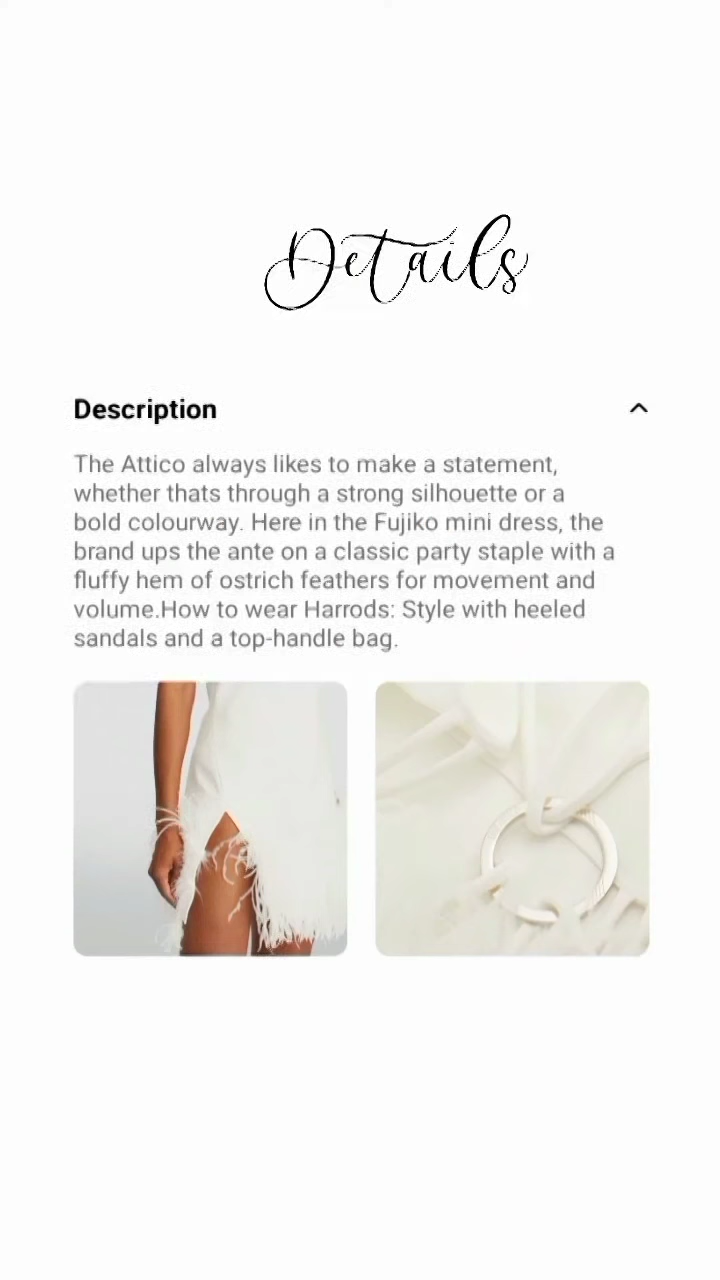 Details
Description
The Attico always likes to make a statement,
whether thats through a strong silhouette or a
bold colourway. Here in the Fujiko mini dress, the
brand ups the ante on a classic party staple with a
fluffy hem of ostrich feathers for movement and
volume.How to wear Harrods: Style with heeled
sandals and a top-handle bag.